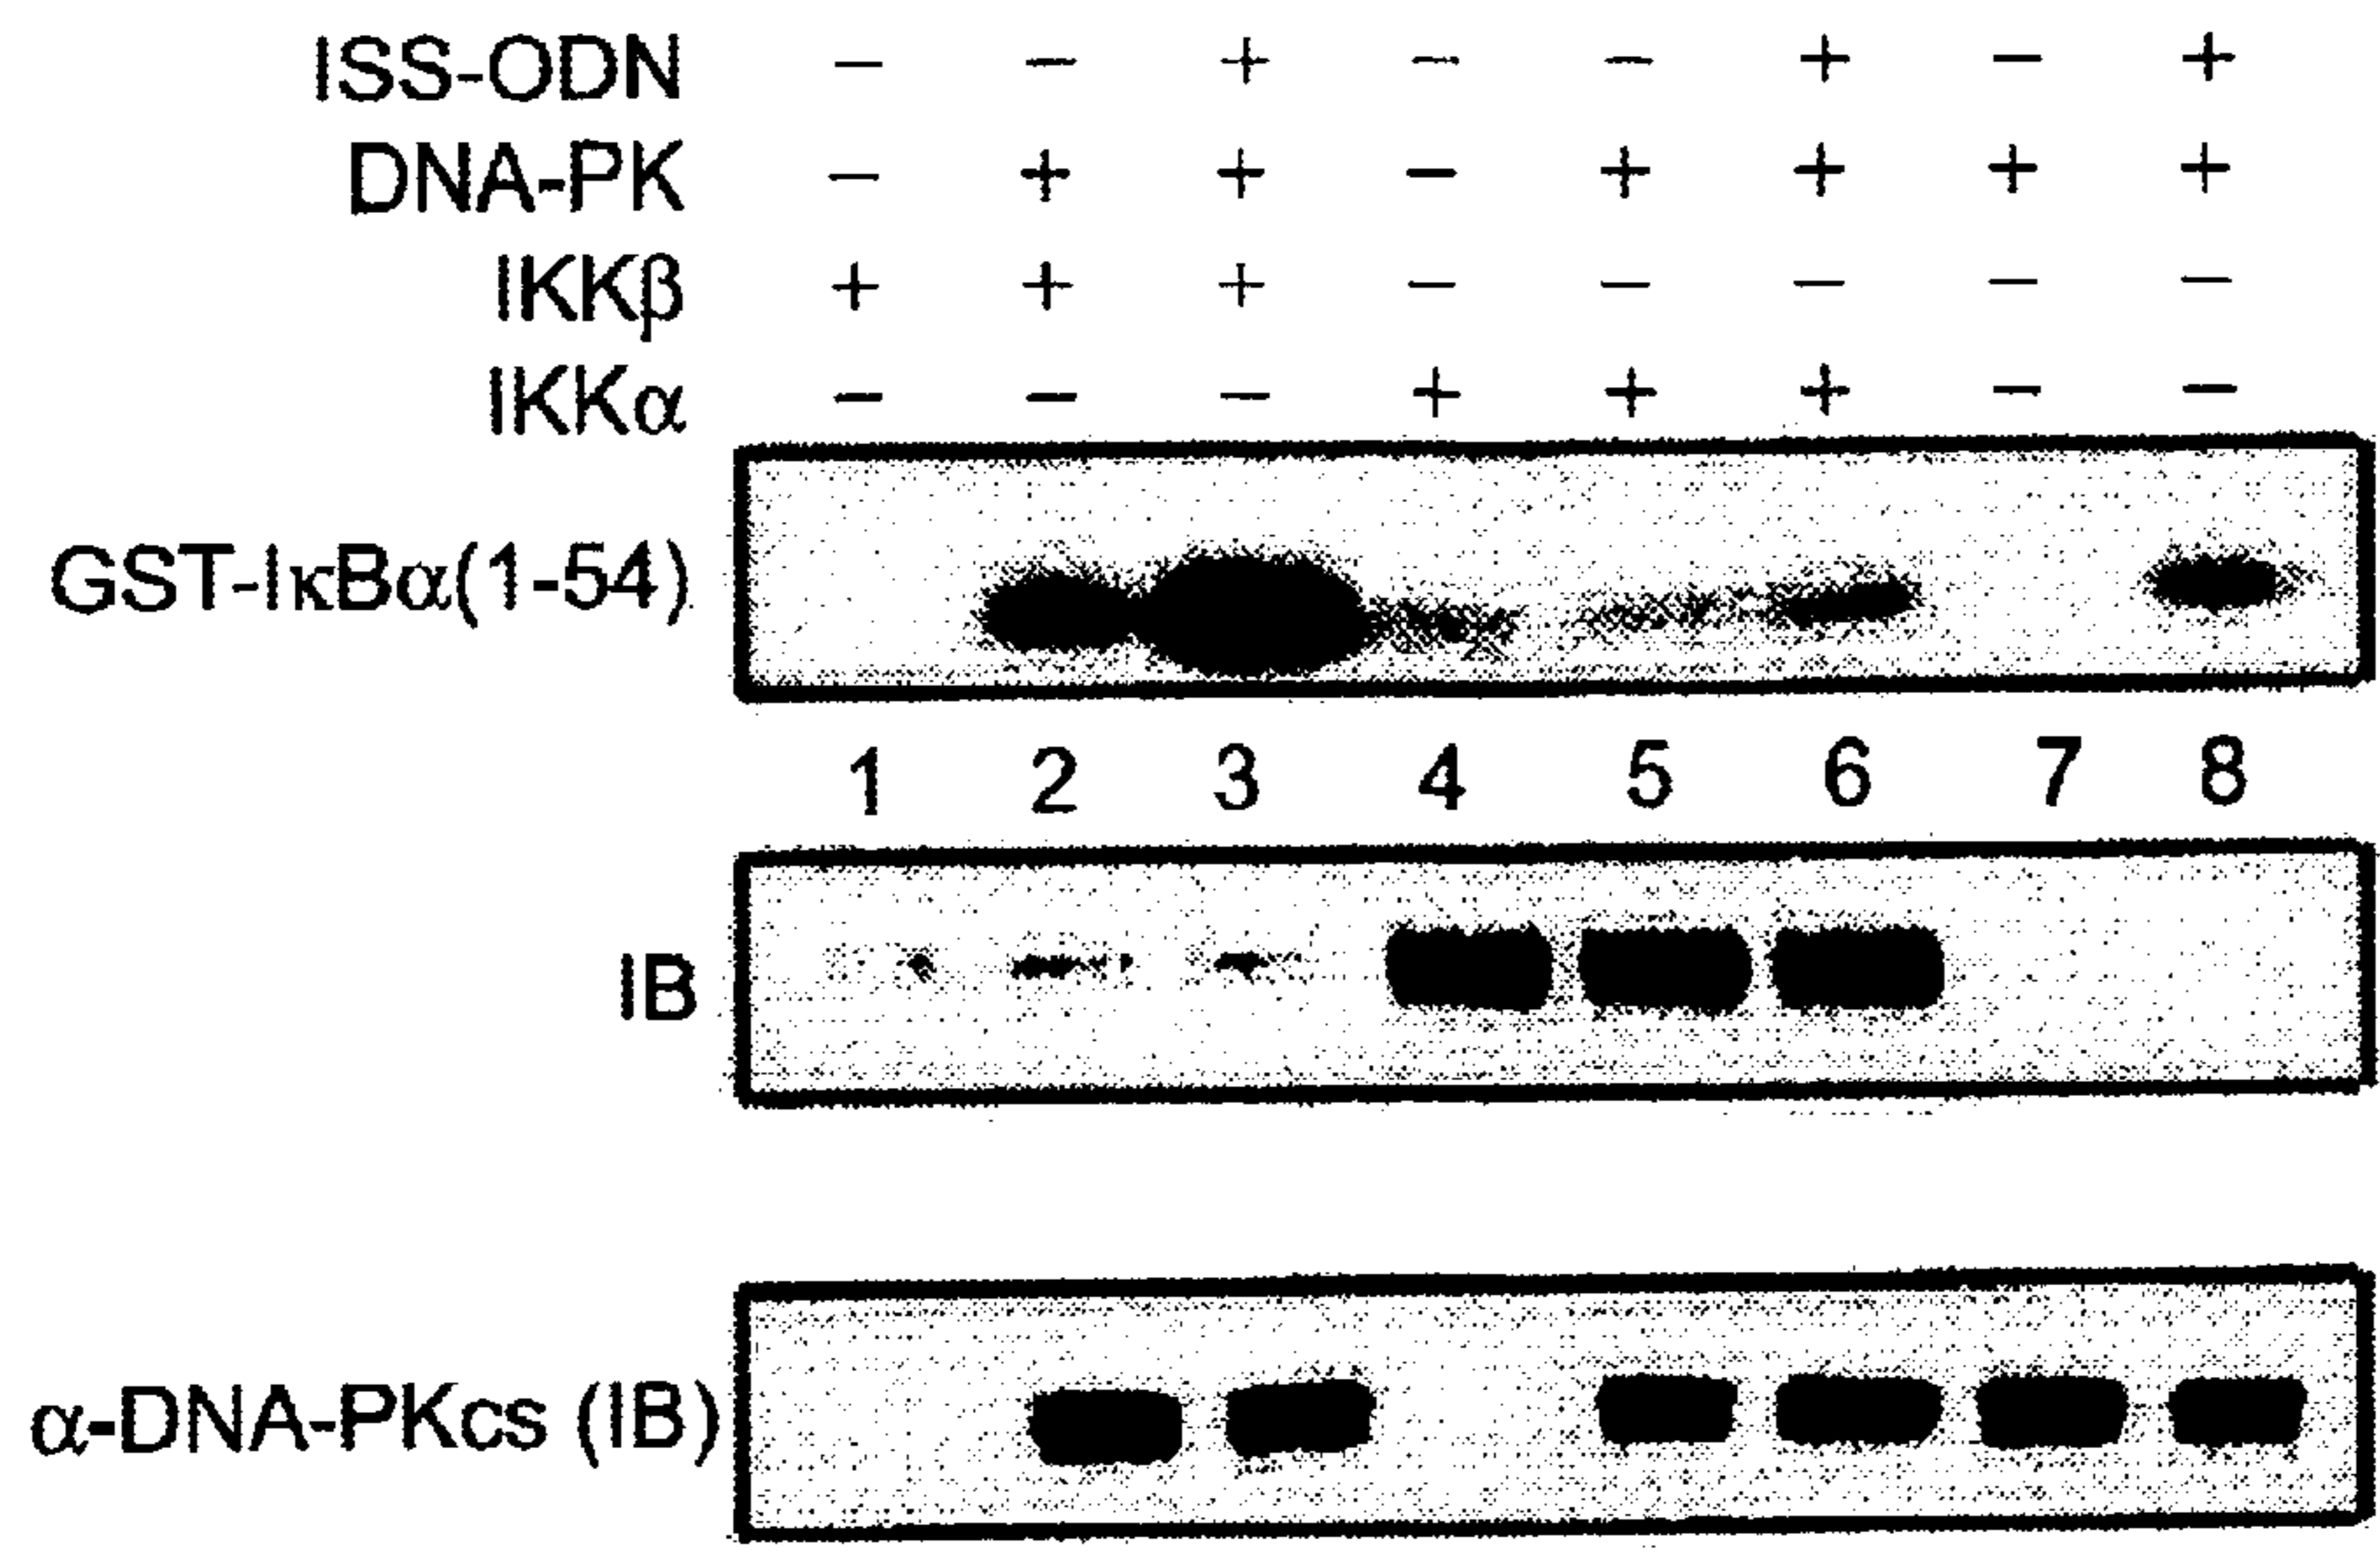 ISS-ODN − − + − − + − +
DNA-PK − + + − + + + +
IKKβ + + + − − − − −
IKKα − − − + + + − −
GST-IκBα(1-54)
1 2 3 4 5 6 7 8
IB
α-DNA-PKcs (IB)